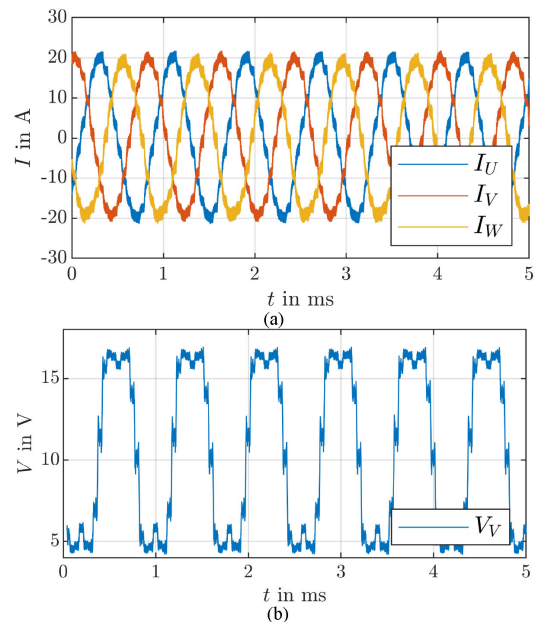 30
20
10
0
-10
-20
-30
I in A
I_U
I_V
I_W
0 1 2 3 4 5
t in ms
(a)
15
10
5
V in V
V_V
0 1 2 3 4 5
t in ms
(b)